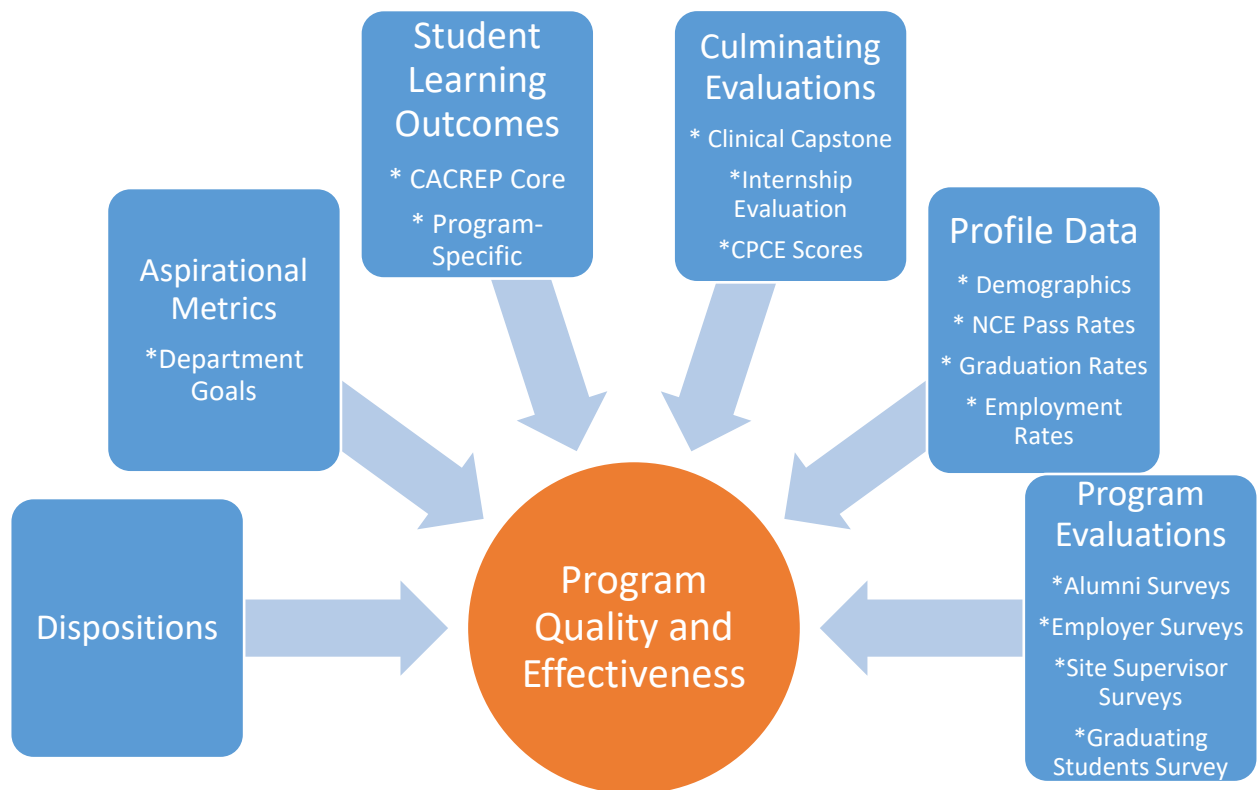 Dispositions
Aspirational
Metrics
*Department
Goals
Student
Learning
Outcomes
* CACREP Core
* Program-
Specific
Culminating
Evaluations
* Clinical Capstone
*Internship
Evaluation
*CPCE Scores
Profile Data
* Demographics
* NCE Pass Rates
* Graduation Rates
* Employment
Rates
Program
Evaluations
*Alumni Surveys
*Employer Surveys
*Site Supervisor
Surveys
*Graduating
Students Survey
Program
Quality and
Effectiveness